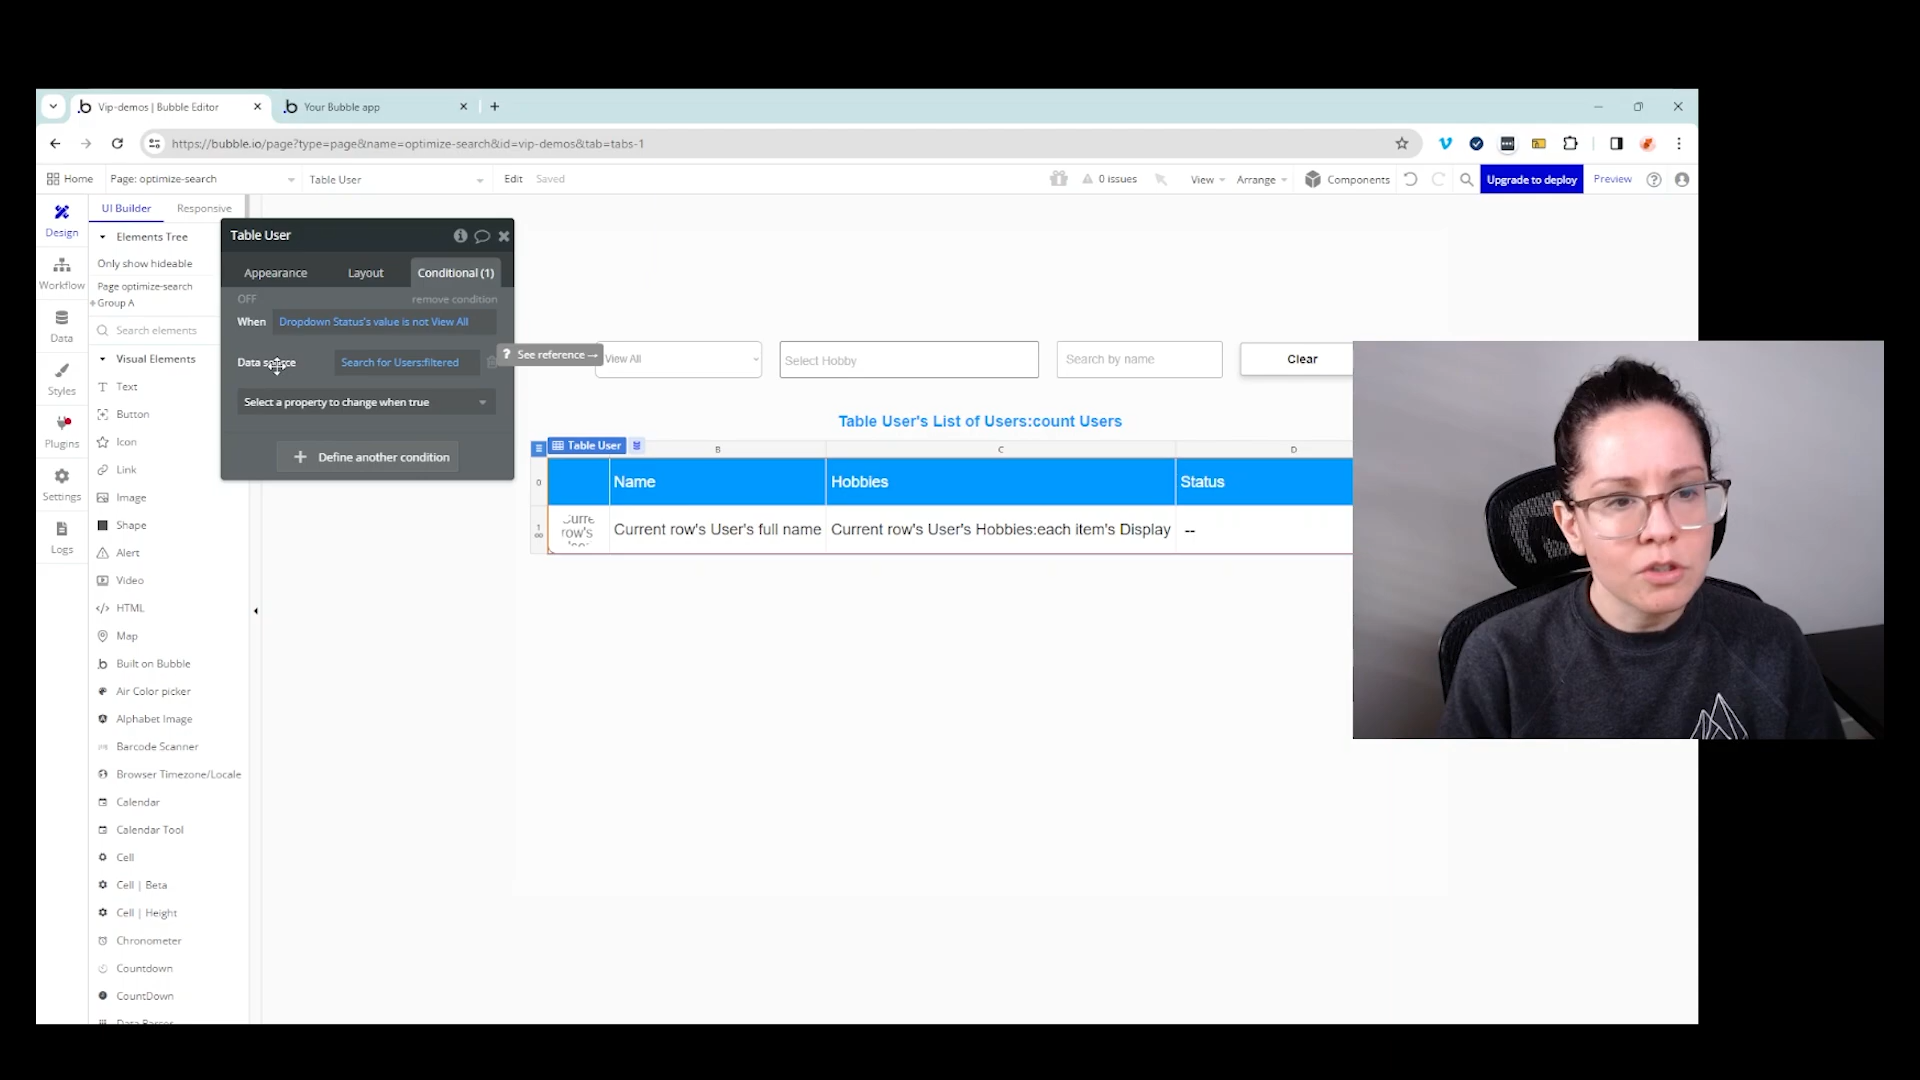 Vip-demos | Bubble Editor
Your Bubble app
https://bubble.io/page?type=page&name=optimize-search&id=vip-demos&tab=tabs-1
Home
Page: optimize-search
Table User
Edit
Saved
0 issues
View
Arrange
Components
Upgrade to deploy
Preview
Design
Workflow
Data
Styles
Plugins
Settings
Logs
UI Builder
Responsive
Elements Tree
Only show hideable
Page optimize-search
Group A
Search elements
Visual Elements
Text
Button
Icon
Link
Image
Shape
Alert
Video
HTML
Map
Built on Bubble
Air Color picker
Alphabet Image
Barcode Scanner
Browser Timezone/Locale
Calendar
Calendar Tool
Cell
Cell | Beta
Cell | Height
Chronometer
Countdown
CountDown
Table User
Appearance
Layout
Conditional (1)
OFF
remove condition
When
Dropdown Status's value is not View All
Data source
Search for Users:filtered
? See reference →
Select a property to change when true
+ Define another condition
View All
Select Hobby
Search by name
Clear
Table User's List of Users:count Users
Table User
B
C
D
0
Name
Hobbies
Status
1
row's
Current row's User's full name
Current row's User's Hobbies:each item's Display
--